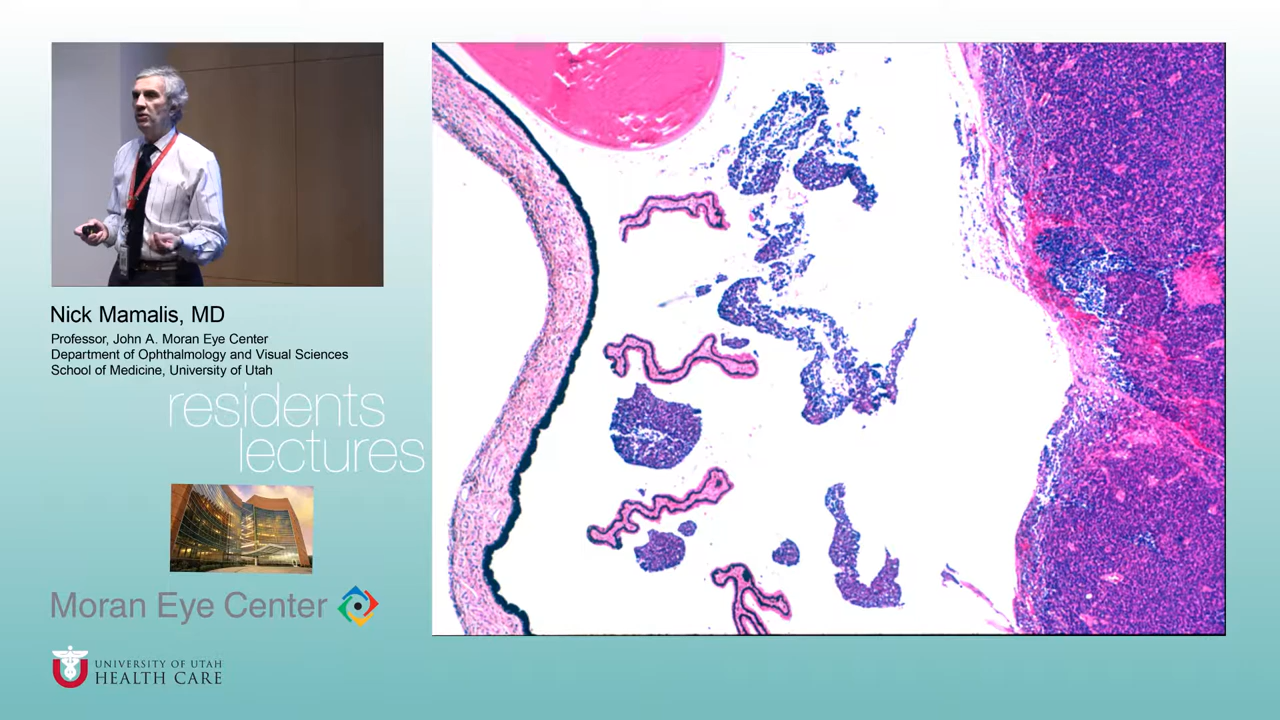 Nick Mamalis, MD
Professor, John A. Moran Eye Center
Department of Ophthalmology and Visual Sciences
School of Medicine, University of Utah
residents
lectures
Moran Eye Center
U
UNIVERSITY OF UTAH
HEALTH CARE